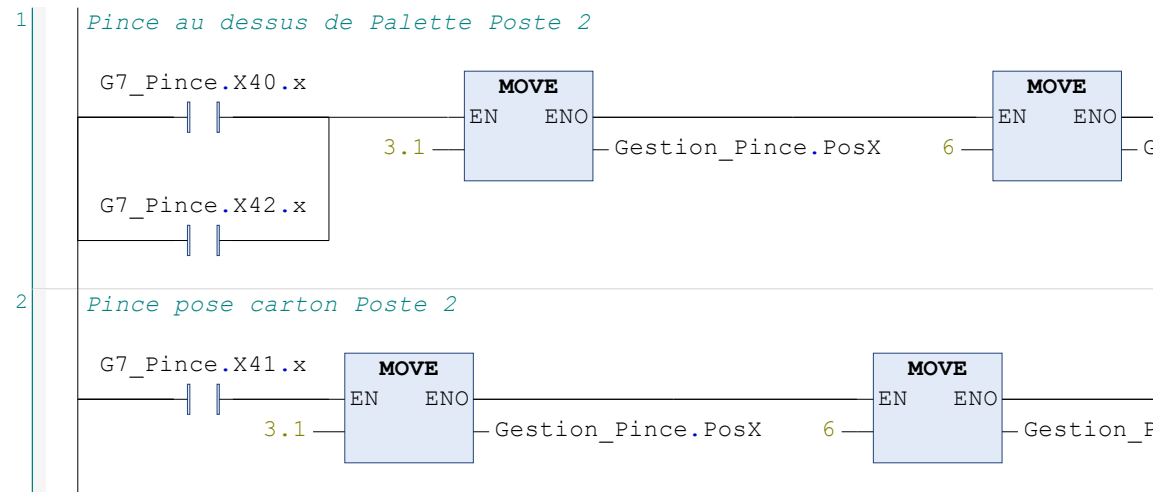 1 Pince au dessus de Palette Poste 2
G7_Pince.X40.x
MOVE MOVE
EN ENO EN ENO
3.1 Gestion_Pince.PosX 6 G
G7_Pince.X42.x
2 Pince pose carton Poste 2
G7_Pince.X41.x
MOVE MOVE
EN ENO EN ENO
3.1 Gestion_Pince.PosX 6 Gestion_P